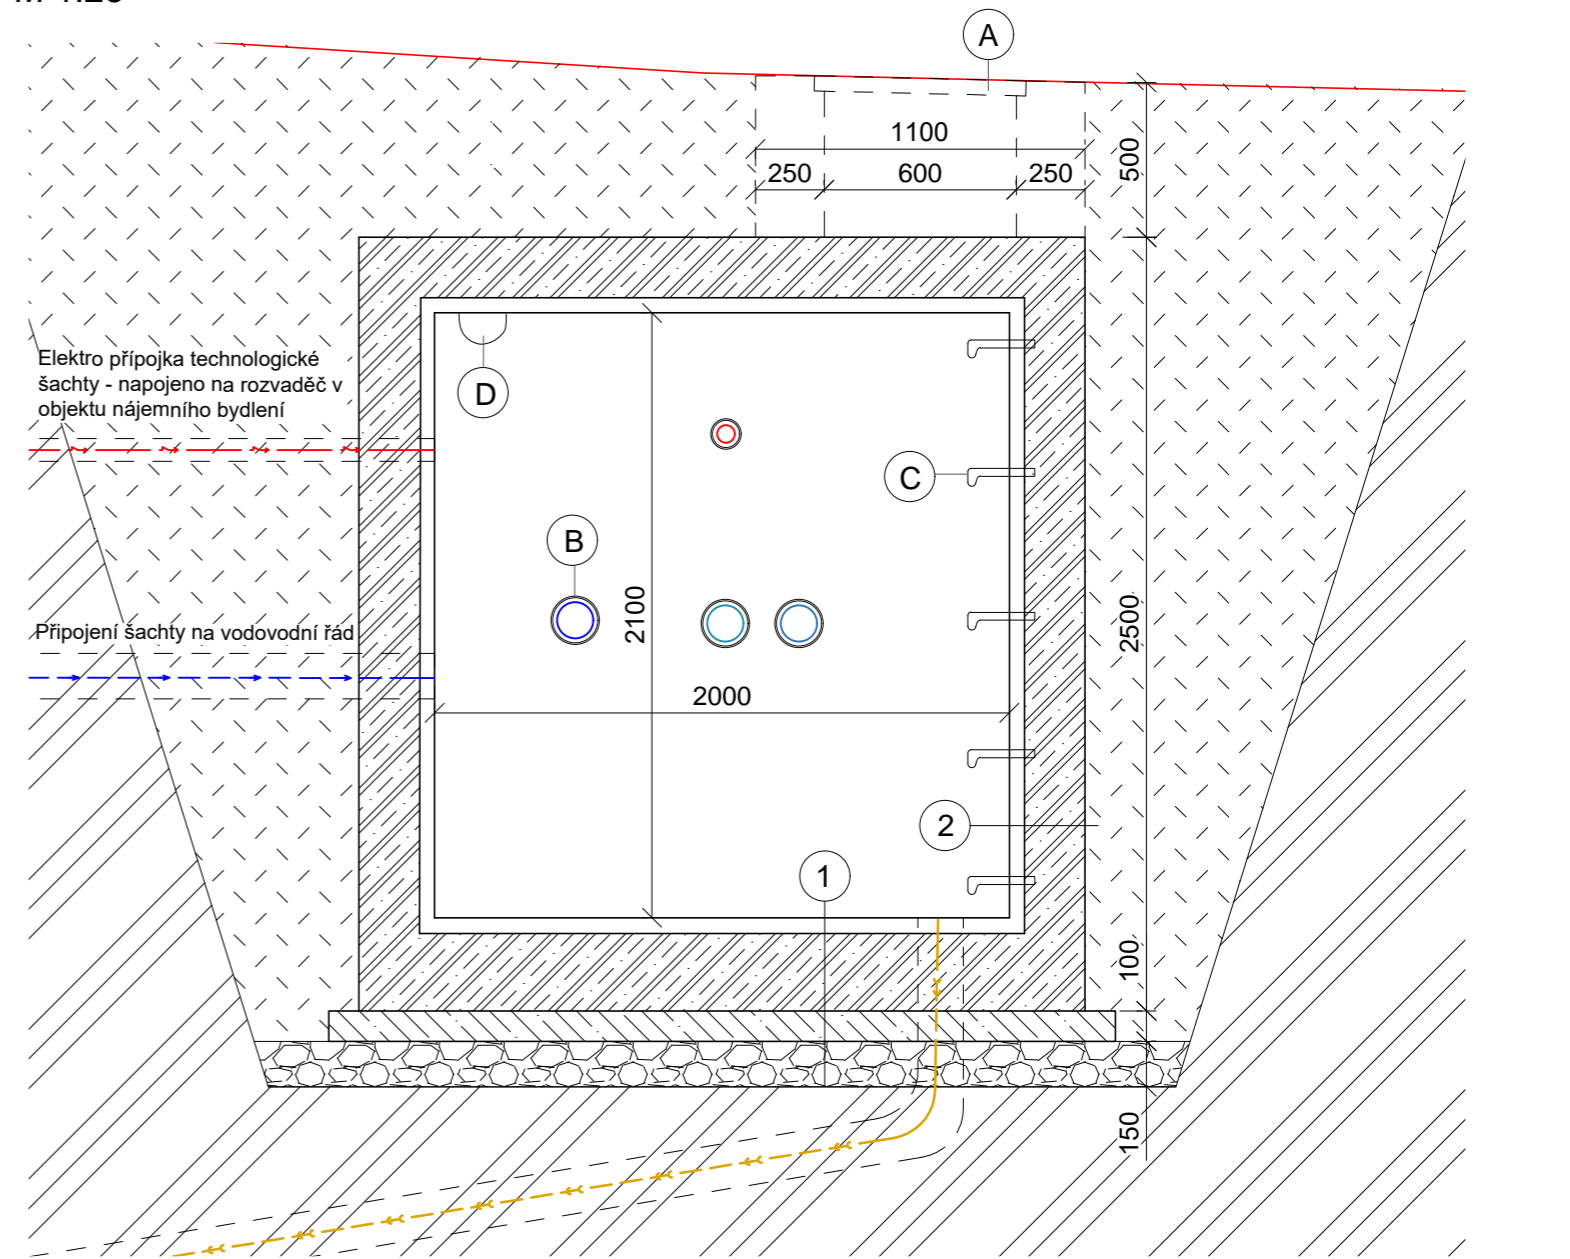 A
1100
250 600 250
500
Elektro přípojka technologické
šachty - napojeno na rozvaděč v
objektu nájemního bydlení
D
C
B
2100
2500
Připojení šachty na vodovodní řád
2000
2
1
100
150